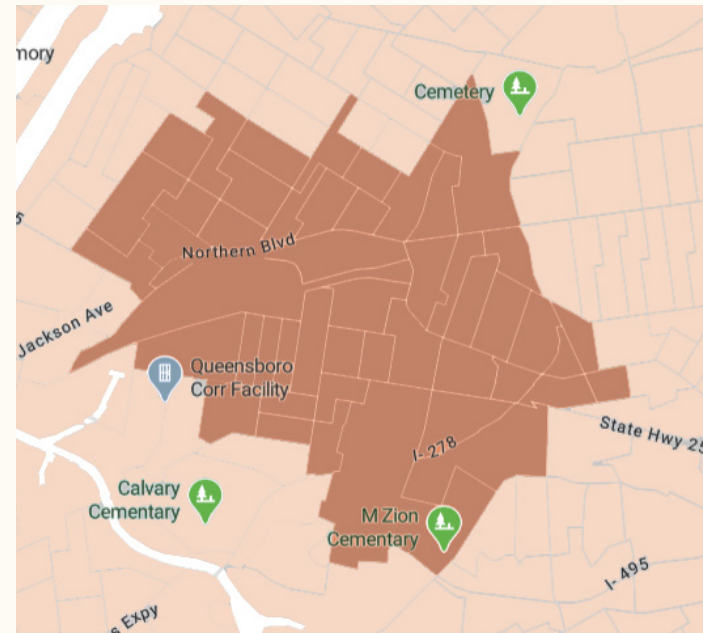 mory
Cemetery
Northern Blvd
Jackson Ave
Queensboro
Corr Facility
State Hwy 25
I-278
Calvary
Cementary
M Zion
Cementary
I-495
s Expy